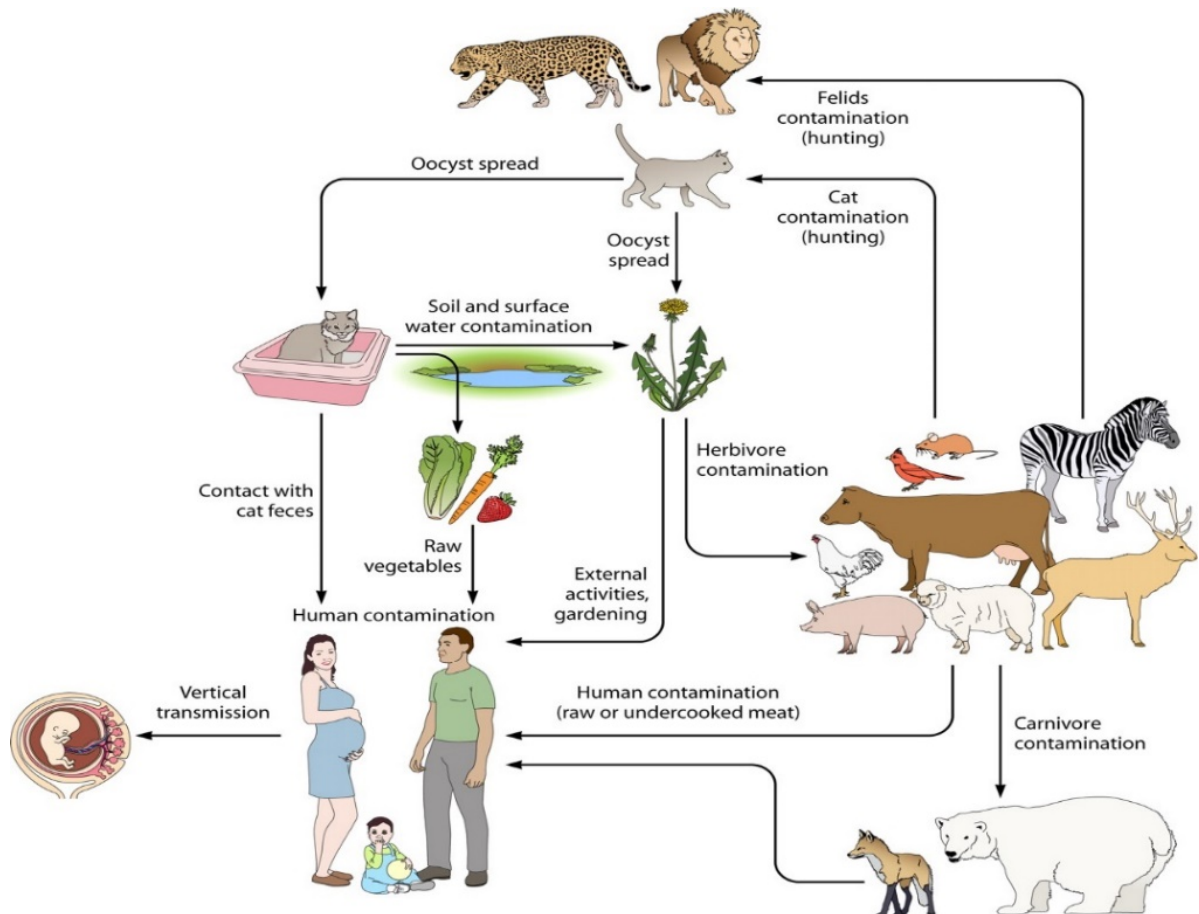 Felids
contamination
(hunting)
Oocyst spread
Cat
contamination
(hunting)
Oocyst
spread
Soil and surface
water contamination
Herbivore
contamination
Contact with
cat feces
Raw
vegetables
External
activities,
gardening
Human contamination
Vertical
transmission
Human contamination
(raw or undercooked meat)
Carnivore
contamination